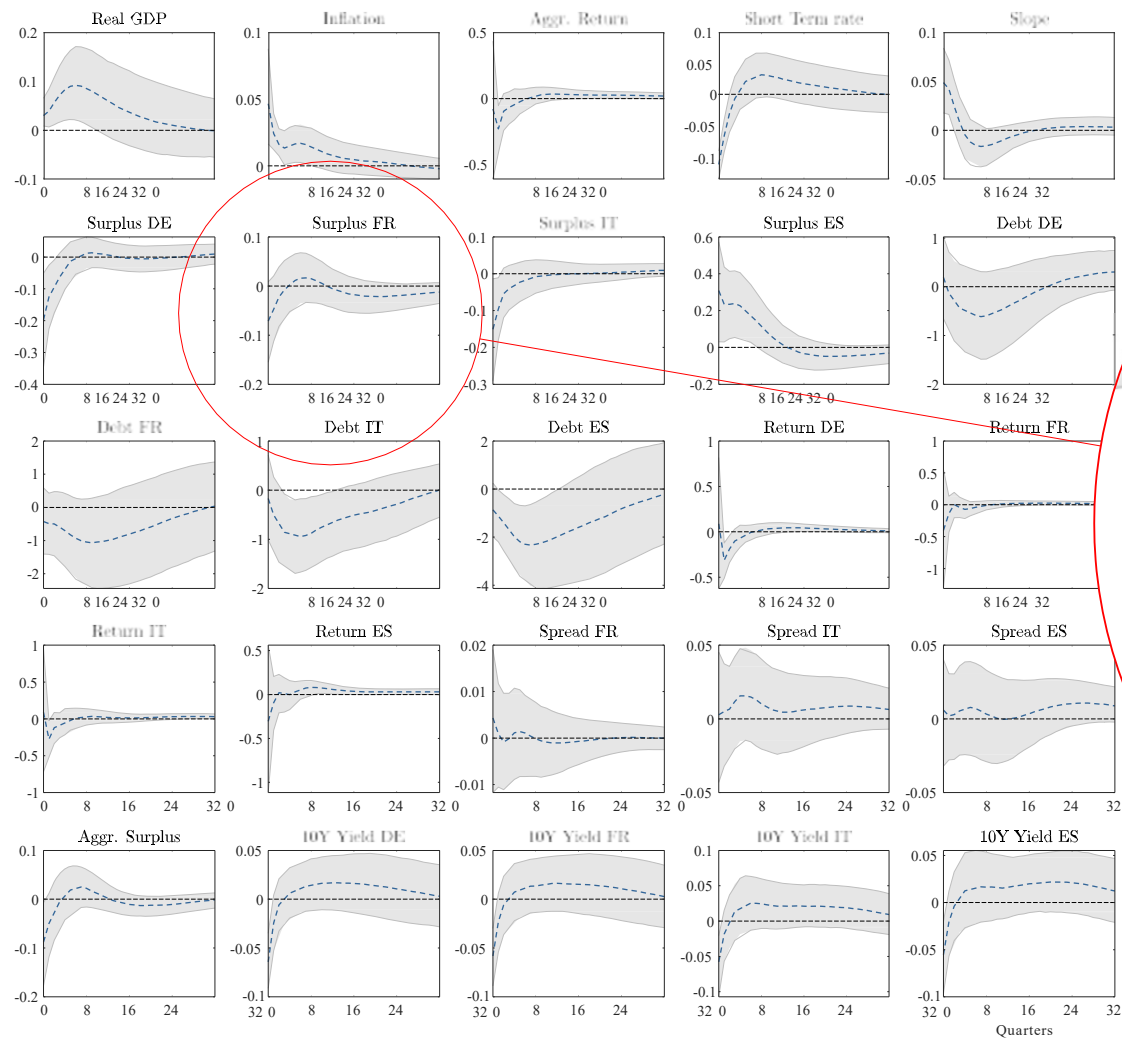 Real GDP Inflation Aggr. Return Short Term rate Slope
0.2 0.1 0.5 0.1 0.1
0.1 0.05 0 0.05 0.05
0 0 -0.5 0 0
-0.1 -0.1 -0.05
0 8 16 24 32 0 8 16 24 32 0 8 16 24 32 0 8 16 24 32 0 8 16 24 32
Surplus DE Surplus FR Surplus IT Surplus ES Debt DE
0 0.1 0.1 0.6 1
-0.1 0 0 0.4 0
-0.2 -0.1 -0.1 0.2 -1
-0.3 -0.2 -0.2 0 -2
-0.4 -0.3 -0.2
8 16 24 32 0 8 16 24 32 0 8 16 24 32 0 8 16 24 32
Debt FR Debt IT Debt ES Return DE Return FR
2 1 2 1 1
1 0 0 0.5 0.5
0 -1 -2 0 0
-1 -2 -4 -0.5 -0.5
-2 -1
0 8 16 24 32 0 8 16 24 32 0 8 16 24 32 0 8 16 24 32
Return IT Return ES Spread FR Spread IT Spread ES
1 0.5 0.02 0.05 0.05
0.5 0 0.01 0 0
0 -0.5 0 -0.05 -0.05
-0.5 -1 -0.01
-1
0 8 16 24 32 0 8 16 24 32 0 8 16 24 32 0 8 16 24 32 0 8 16 24 32
Aggr. Surplus 10Y Yield DE 10Y Yield FR 10Y Yield IT 10Y Yield ES
0.1 0.05 0.05 0.1 0.05
0 0 0 0.05 0
-0.1 -0.05 -0.05 0 -0.05
-0.2 -0.1 -0.1 -0.05 -0.1
-0.1
0 8 16 24 32 0 8 16 24 32 0 8 16 24 32 0 8 16 24 32 0 8 16 24 32
Quarters